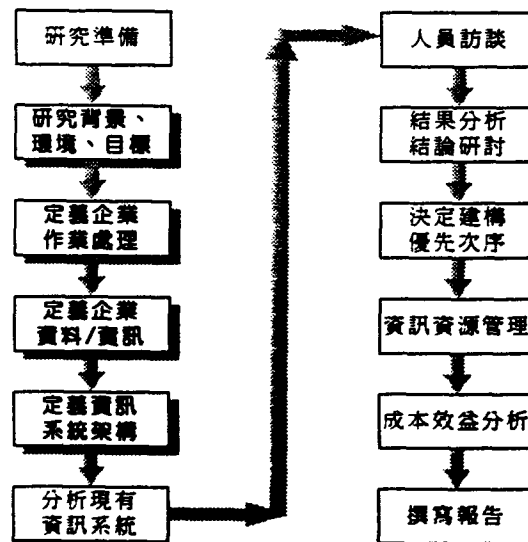 研究準備
研究背景、
環境、目標
定義企業
作業處理
定義企業
資料/資訊
定義資訊
系統架構
分析現有
資訊系統
人員訪談
結果分析
結論研討
決定建構
優先次序
資訊資源管理
成本效益分析
撰寫報告